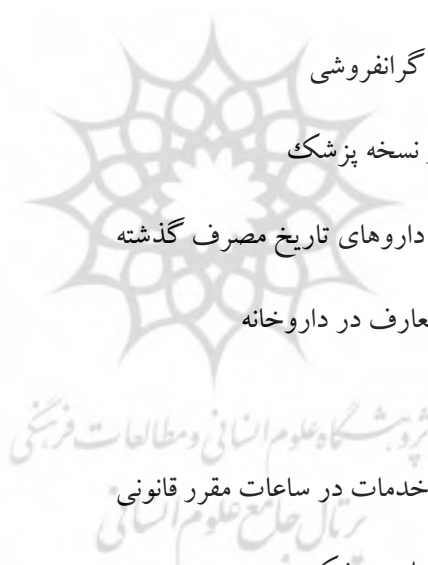 گرانفروشی
نسخه پزشک
داروهای تاریخ مصرف گذشته
در داروخانه
پژوهشگاه علوم انسانی و مطالعات فرهنگی
خدمات در ساعات مقرر قانونی
پرتال جامع علوم انسانی